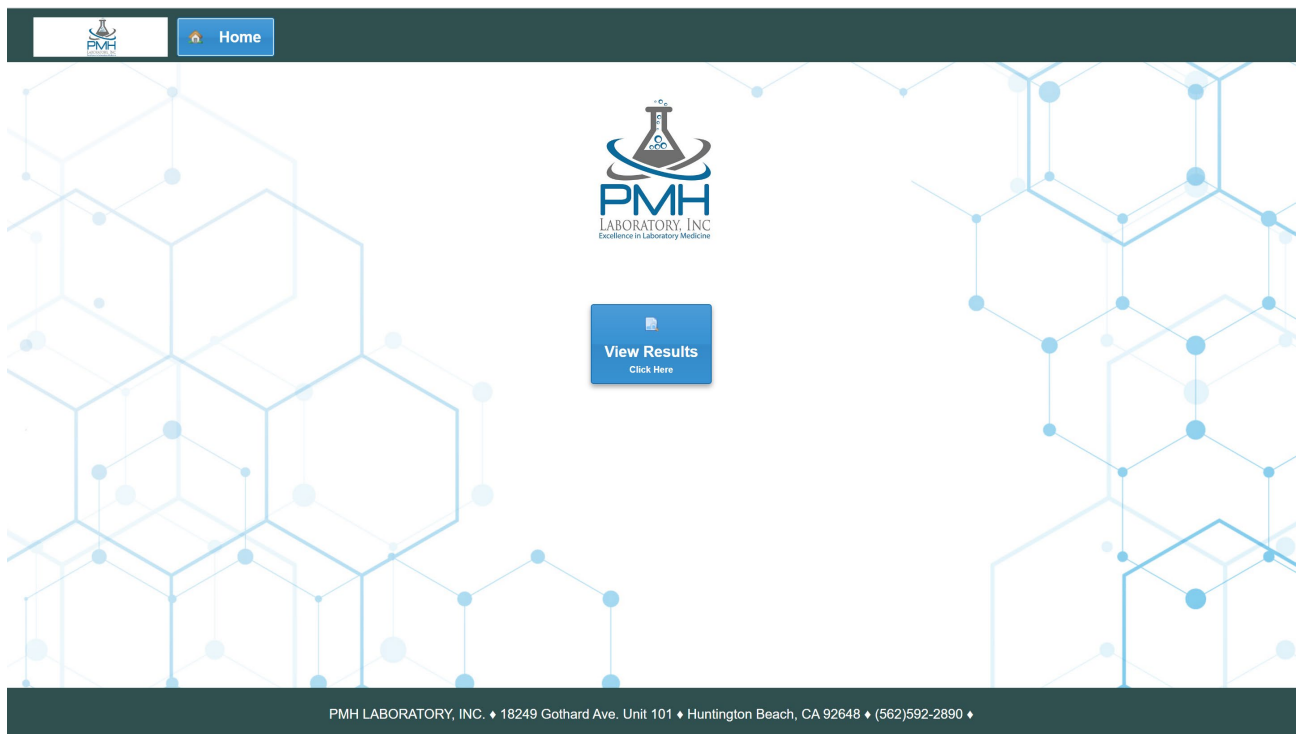 PMH
Home
PMH
LABORATORY, INC
Excellence in Laboratory Medicine
View Results
Click Here
PMH LABORATORY, INC. ♦ 18249 Gothard Ave. Unit 101 ♦ Huntington Beach, CA 92648 ♦ (562)592-2890 ♦